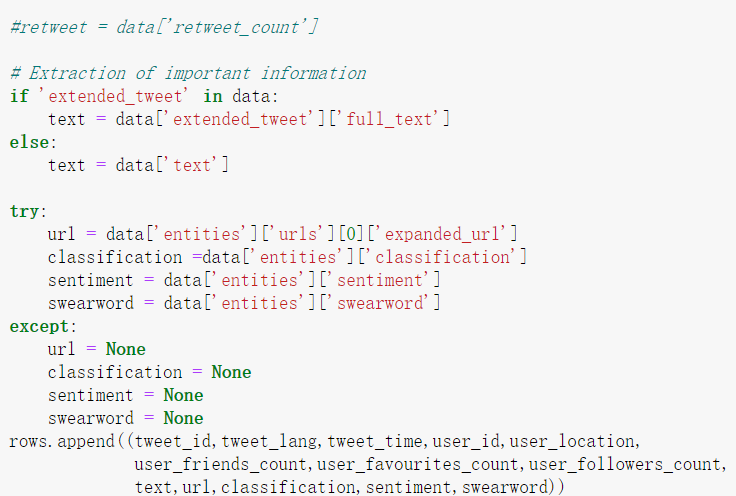 #retweet = data['retweet_count']

# Extraction of important information
if 'extended_tweet' in data:
    text = data['extended_tweet']['full_text']
else:
    text = data['text']

try:
    url = data['entities']['urls'][0]['expanded_url']
    classification =data['entities']['classification']
    sentiment = data['entities']['sentiment']
    swearword = data['entities']['swearword']
except:
    url = None
    classification = None
    sentiment = None
    swearword = None
rows.append((tweet_id,tweet_lang,tweet_time,user_id,user_location,
             user_friends_count,user_favourites_count,user_followers_count,
             text,url,classification,sentiment,swearword))